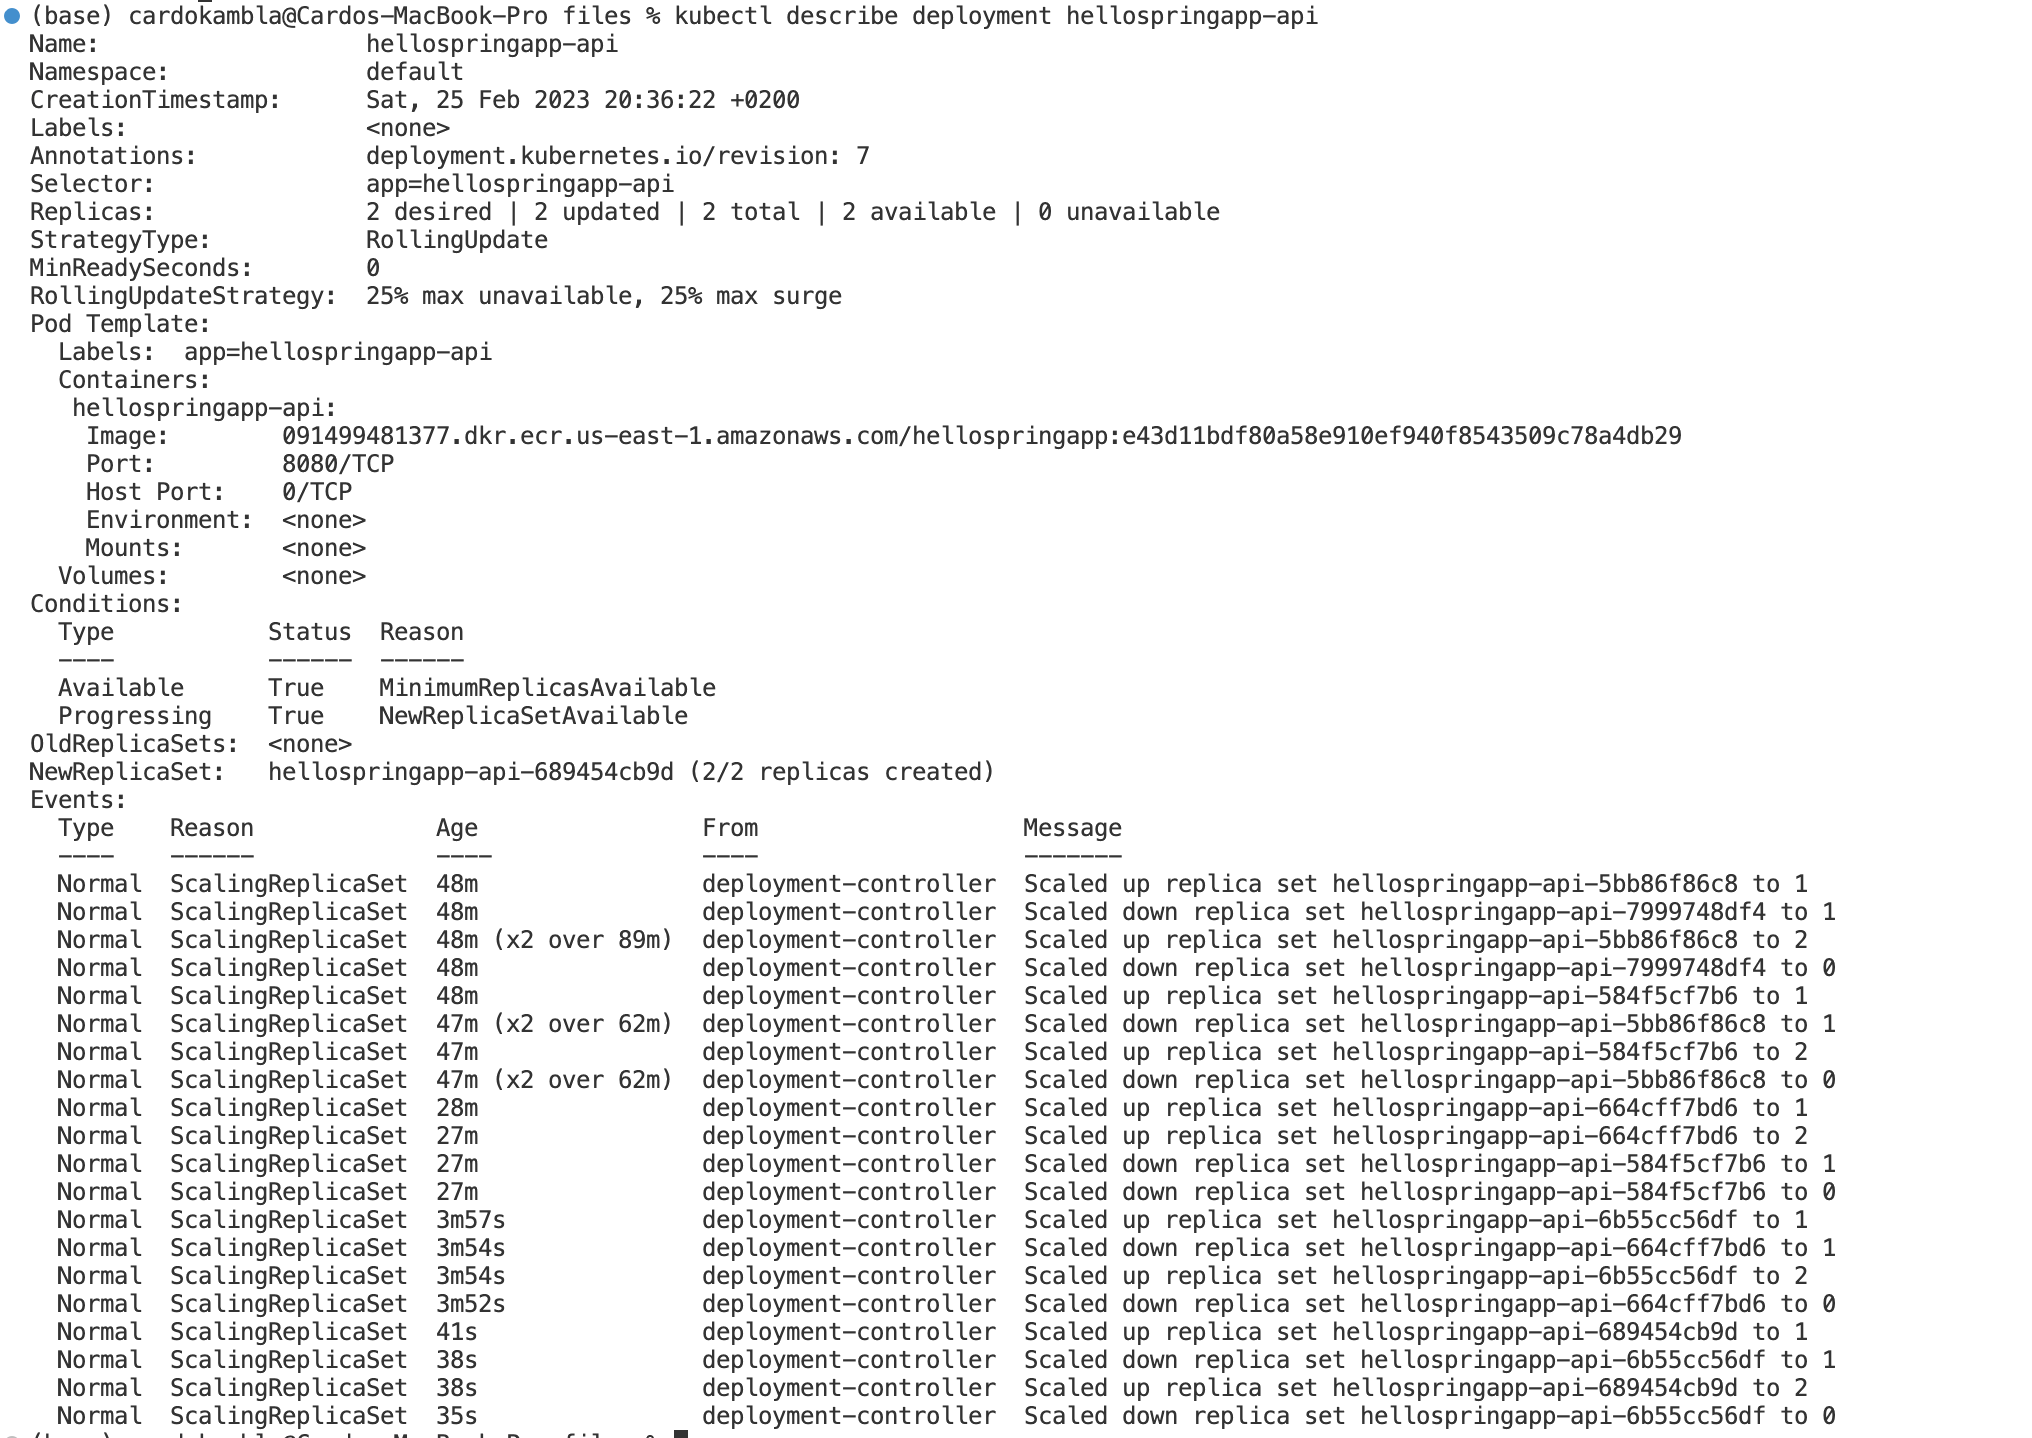 (base) cardokambla@Cardos-MacBook-Pro files % kubectl describe deployment hellospringapp-api
Name:                   hellospringapp-api
Namespace:              default
CreationTimestamp:      Sat, 25 Feb 2023 20:36:22 +0200
Labels:                 <none>
Annotations:            deployment.kubernetes.io/revision: 7
Selector:               app=hellospringapp-api
Replicas:               2 desired | 2 updated | 2 total | 2 available | 0 unavailable
StrategyType:           RollingUpdate
MinReadySeconds:        0
RollingUpdateStrategy:  25% max unavailable, 25% max surge
Pod Template:
  Labels:  app=hellospringapp-api
  Containers:
   hellospringapp-api:
    Image:        091499481377.dkr.ecr.us-east-1.amazonaws.com/hellospringapp:e43d11bdf80a58e910ef940f8543509c78a4db29
    Port:         8080/TCP
    Host Port:    0/TCP
    Environment:  <none>
    Mounts:       <none>
  Volumes:        <none>
Conditions:
  Type           Status  Reason
  ----           ------  ------
  Available      True    MinimumReplicasAvailable
  Progressing    True    NewReplicaSetAvailable
OldReplicaSets:  <none>
NewReplicaSet:   hellospringapp-api-689454cb9d (2/2 replicas created)
Events:
  Type    Reason             Age                From                   Message
  ----    ------             ----               ----                   -------
  Normal  ScalingReplicaSet  48m                deployment-controller  Scaled up replica set hellospringapp-api-5bb86f86c8 to 1
  Normal  ScalingReplicaSet  48m                deployment-controller  Scaled down replica set hellospringapp-api-7999748df4 to 1
  Normal  ScalingReplicaSet  48m (x2 over 89m)  deployment-controller  Scaled up replica set hellospringapp-api-5bb86f86c8 to 2
  Normal  ScalingReplicaSet  48m                deployment-controller  Scaled down replica set hellospringapp-api-7999748df4 to 0
  Normal  ScalingReplicaSet  48m                deployment-controller  Scaled up replica set hellospringapp-api-584f5cf7b6 to 1
  Normal  ScalingReplicaSet  47m (x2 over 62m)  deployment-controller  Scaled down replica set hellospringapp-api-5bb86f86c8 to 1
  Normal  ScalingReplicaSet  47m                deployment-controller  Scaled up replica set hellospringapp-api-584f5cf7b6 to 2
  Normal  ScalingReplicaSet  47m (x2 over 62m)  deployment-controller  Scaled down replica set hellospringapp-api-5bb86f86c8 to 0
  Normal  ScalingReplicaSet  28m                deployment-controller  Scaled up replica set hellospringapp-api-664cff7bd6 to 1
  Normal  ScalingReplicaSet  27m                deployment-controller  Scaled up replica set hellospringapp-api-664cff7bd6 to 2
  Normal  ScalingReplicaSet  27m                deployment-controller  Scaled down replica set hellospringapp-api-584f5cf7b6 to 1
  Normal  ScalingReplicaSet  27m                deployment-controller  Scaled down replica set hellospringapp-api-584f5cf7b6 to 0
  Normal  ScalingReplicaSet  3m57s              deployment-controller  Scaled up replica set hellospringapp-api-6b55cc56df to 1
  Normal  ScalingReplicaSet  3m54s              deployment-controller  Scaled down replica set hellospringapp-api-664cff7bd6 to 1
  Normal  ScalingReplicaSet  3m54s              deployment-controller  Scaled up replica set hellospringapp-api-6b55cc56df to 2
  Normal  ScalingReplicaSet  3m52s              deployment-controller  Scaled down replica set hellospringapp-api-664cff7bd6 to 0
  Normal  ScalingReplicaSet  41s                deployment-controller  Scaled up replica set hellospringapp-api-689454cb9d to 1
  Normal  ScalingReplicaSet  38s                deployment-controller  Scaled down replica set hellospringapp-api-6b55cc56df to 1
  Normal  ScalingReplicaSet  38s                deployment-controller  Scaled up replica set hellospringapp-api-689454cb9d to 2
  Normal  ScalingReplicaSet  35s                deployment-controller  Scaled down replica set hellospringapp-api-6b55cc56df to 0